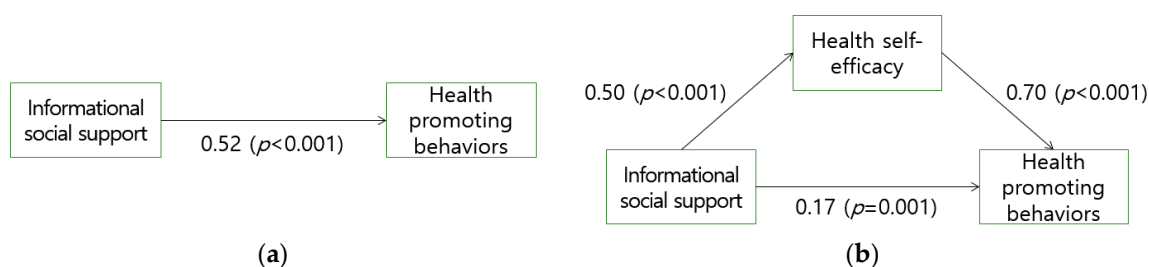 Informational
social support
0.52 (p<0.001)
Health
promoting
behaviors
(a)
Health self-
efficacy
0.50 (p<0.001)
0.70 (p<0.001)
Informational
social support
0.17 (p=0.001)
Health
promoting
behaviors
(b)